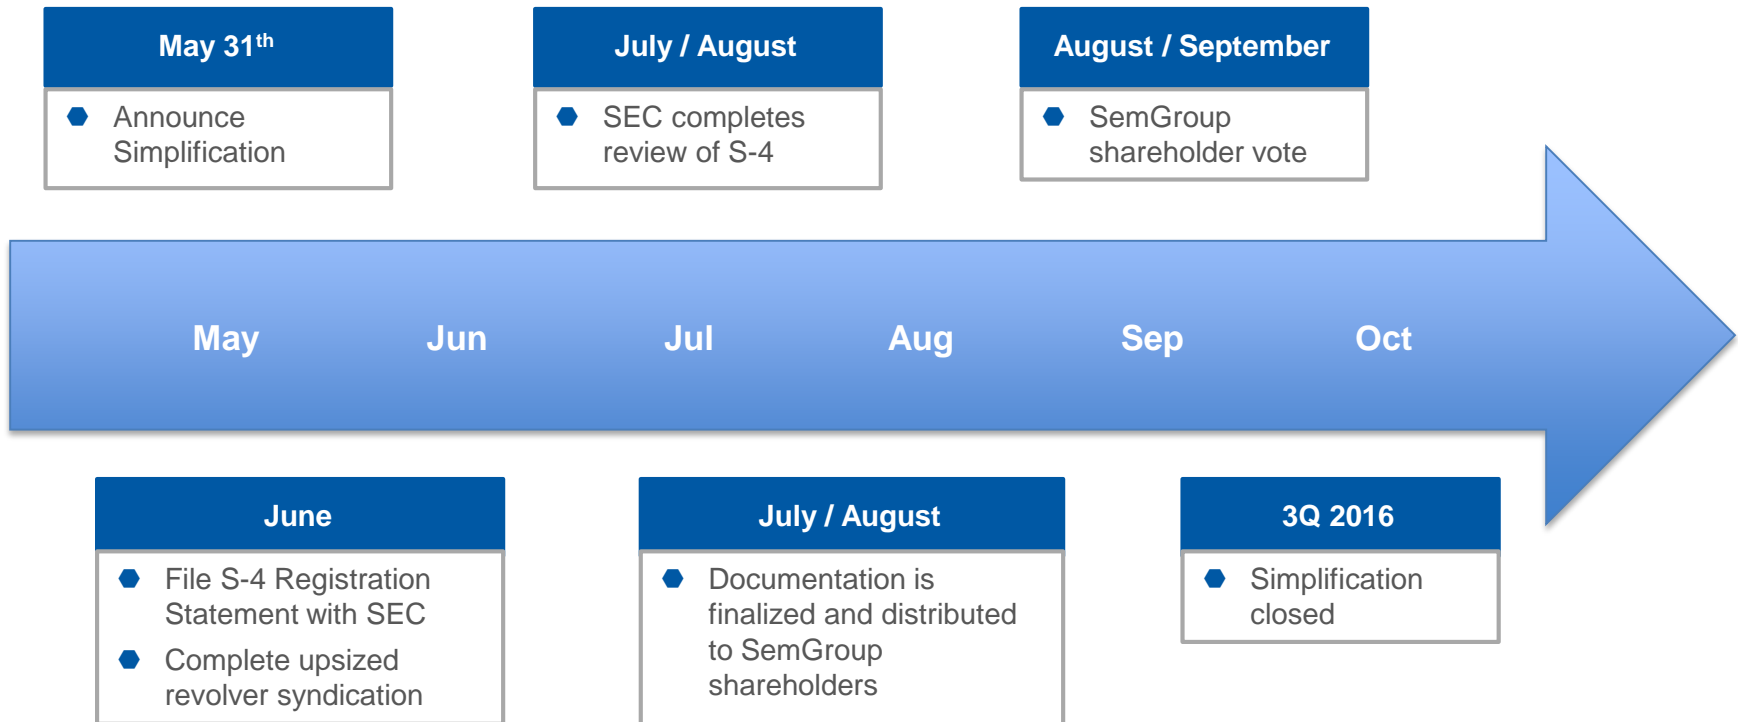 May 31th
Announce
Simplification
July / August
SEC completes
review of S-4
August / September
SemGroup
shareholder vote
May
Jun
Jul
Aug
Sep
Oct
June
File S-4 Registration
Statement with SEC
Complete upsized
revolver syndication
July / August
Documentation is
finalized and distributed
to SemGroup
shareholders
3Q 2016
Simplification
closed